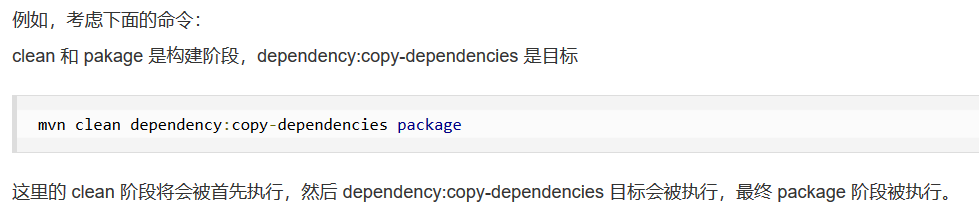 例如，考虑下面的命令：
clean 和 pakage 是构建阶段，dependency:copy-dependencies 是目标
mvn clean dependency:copy-dependencies package
这里的 clean 阶段将会被首先执行，然后 dependency:copy-dependencies 目标会被执行，最终 package 阶段被执行。